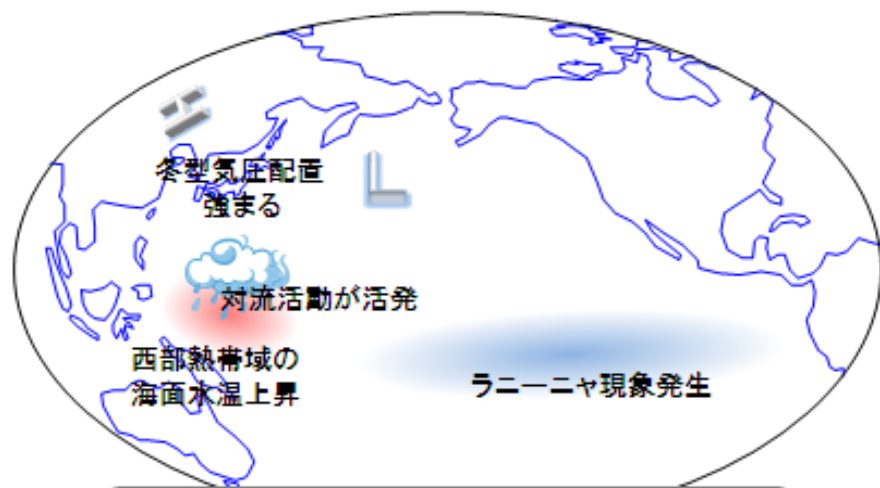 H
L
冬型気圧配置
強まる
対流活動が活発
西部熱帯域の
海面水温上昇
ラニーニャ現象発生